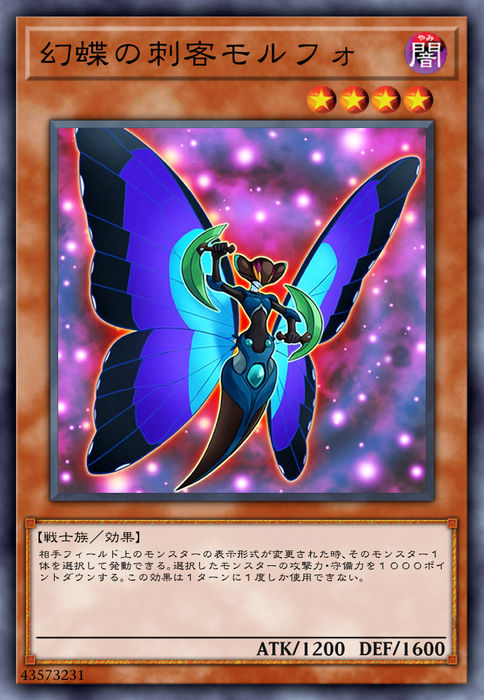 幻蝶の刺客モルフォ
やみ
闇
【戦士族／効果】
相手フィールド上のモンスターの表示形式が変更された時、そのモンスター１
体を選択して発動できる。選択したモンスターの攻撃力・守備力を１０００ポイ
ントダウンする。この効果は１ターンに１度しか使用できない。
ATK/1200 DEF/1600
43573231